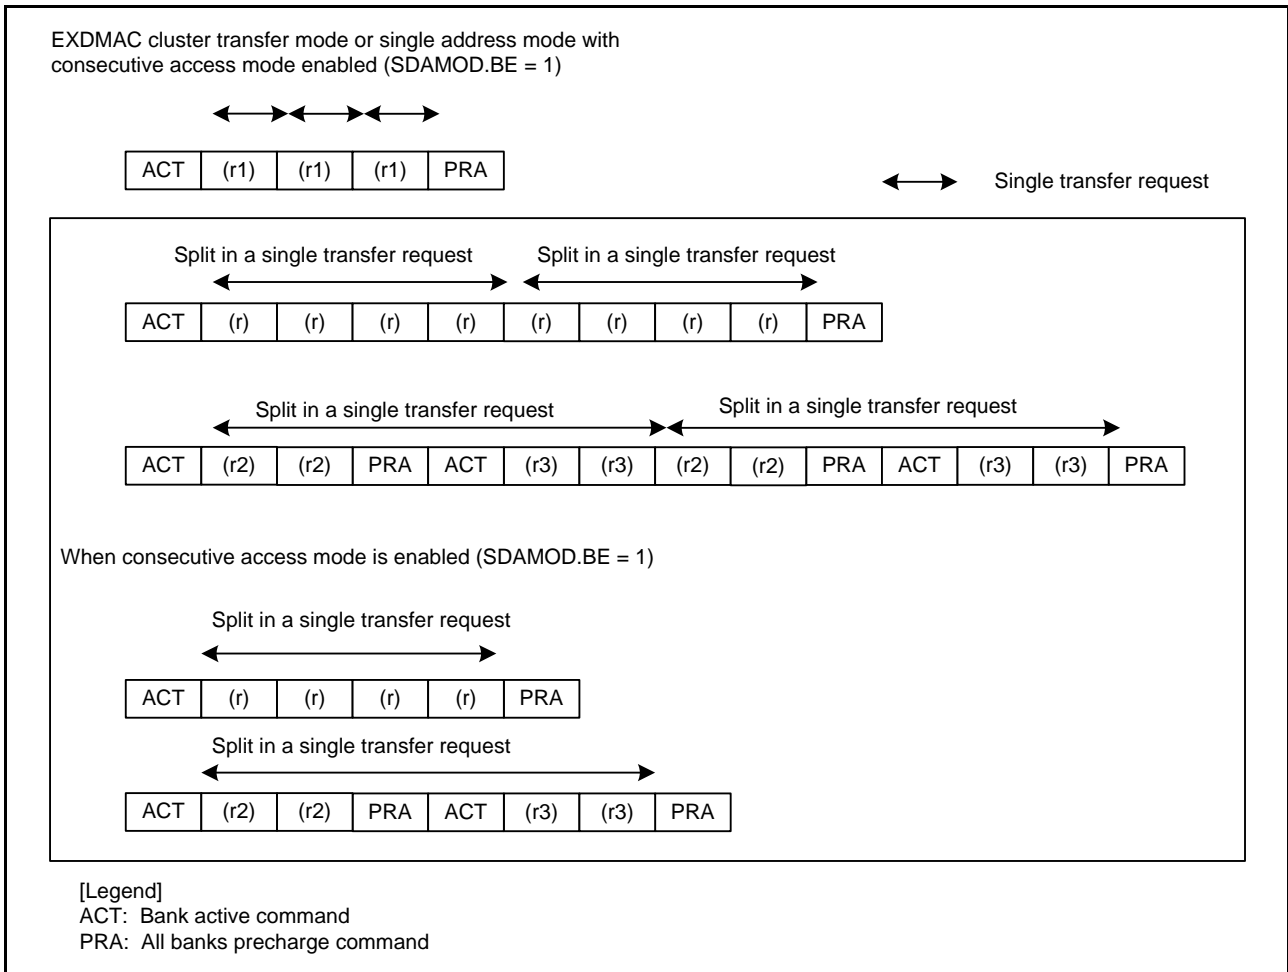 EXDMAC cluster transfer mode or single address mode with
consecutive access mode enabled (SDAMOD.BE = 1)
ACT (r1) (r1) (r1) PRA
Single transfer request
Split in a single transfer request Split in a single transfer request
ACT (r) (r) (r) (r) (r) (r) (r) (r) PRA
Split in a single transfer request Split in a single transfer request
ACT (r2) (r2) PRA ACT (r3) (r3) (r2) (r2) PRA ACT (r3) (r3) PRA
When consecutive access mode is enabled (SDAMOD.BE = 1)
Split in a single transfer request
ACT (r) (r) (r) (r) PRA
Split in a single transfer request
ACT (r2) (r2) PRA ACT (r3) (r3) PRA
[Legend]
ACT: Bank active command
PRA: All banks precharge command